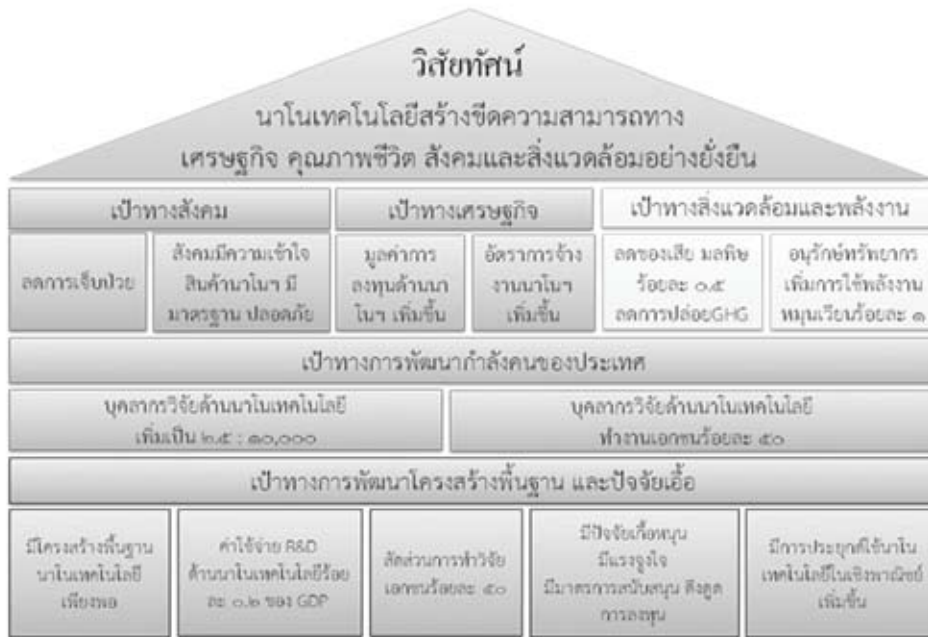 วิสัยทัศน์
นาโนเทคโนโลยีสร้างขีดความสามารถทาง
เศรษฐกิจ คุณภาพชีวิต สังคมและสิ่งแวดล้อมอย่างยั่งยืน
เป้าทางสังคม
เป้าทางเศรษฐกิจ
เป้าทางสิ่งแวดล้อมและพลังงาน
ลดการเจ็บป่วย
สังคมมีความเข้าใจ
สินค้านาโนฯ มี
มาตรฐาน ปลอดภัย
มูลค่าการ
ลงทุนด้านนา
โนฯ เพิ่มขึ้น
อัตราการจ้าง
งานนาโนฯ
เพิ่มขึ้น
ลดของเสีย มลพิษ
ร้อยละ ๐.๕
ลดการปล่อยGHG
อนุรักษ์ทรัพยากร
เพิ่มการใช้พลังงาน
หมุนเวียนร้อยละ ๑
เป้าทางการพัฒนากำลังคนของประเทศ
บุคลากรวิจัยด้านนาโนเทคโนโลยี
เพิ่มเป็น ๒.๕ : ๑๐,๐๐๐
บุคลากรวิจัยด้านนาโนเทคโนโลยี
ทำงานเอกชนร้อยละ ๕๐
เป้าทางการพัฒนาโครงสร้างพื้นฐาน และปัจจัยเอื้อ
มีโครงสร้างพื้นฐาน
นาโนเทคโนโลยี
เพียงพอ
ค่าใช้จ่าย R&D
ด้านนาโนเทคโนโลยีร้อย
ละ ๐.๒ ของ GDP
สัดส่วนการทำวิจัย
เอกชนร้อยละ ๕๐
มีปัจจัยเกื้อหนุน
มีแรงจูงใจ
มีมาตรการสนับสนุน ดึงดูด
การลงทุน
มีการประยุกต์ใช้นาโน
เทคโนโลยีในเชิงพาณิชย์
เพิ่มขึ้น